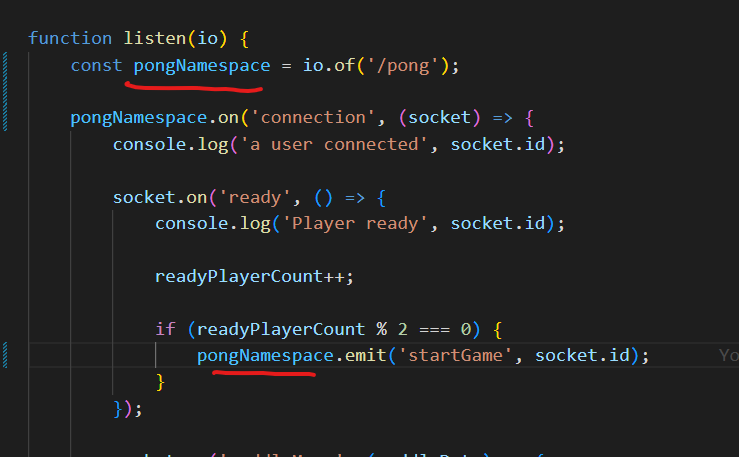 function listen(io) {
const pongNamespace = io.of('/pong');
pongNamespace.on('connection', (socket) => {
console.log('a user connected', socket.id);
socket.on('ready', () => {
console.log('Player ready', socket.id);
readyPlayerCount++;
if (readyPlayerCount % 2 === 0) {
pongNamespace.emit('startGame', socket.id); Yo
}
});